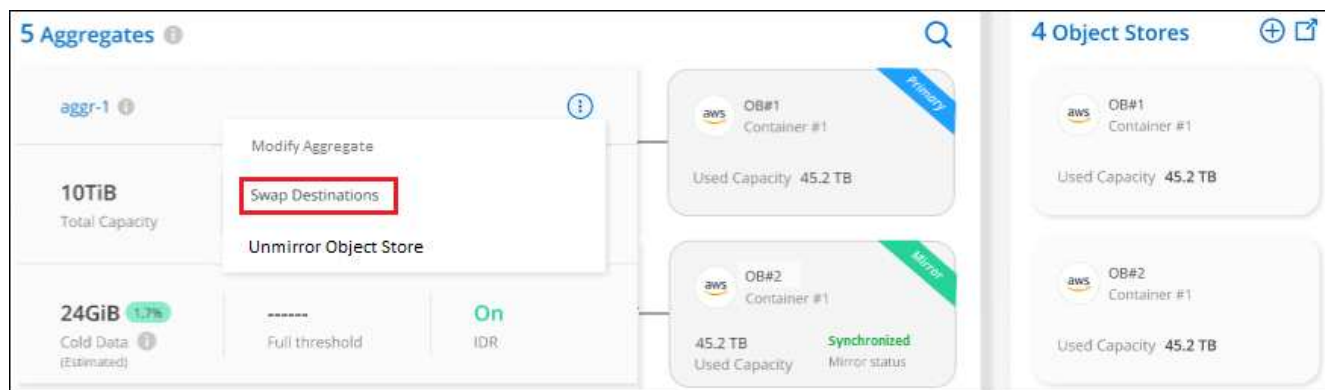 5 Aggregates
4 Object Stores
aggr-1
Modify Aggregate
Swap Destinations
Unmirror Object Store
10TiB
Total Capacity
24GiB 1.7%
Cold Data
(Estimated)
------
Full threshold
On
IDR
Primary
aws
OB#1
Container #1
Used Capacity 45.2 TB
Mirror
aws
OB#2
Container #1
45.2 TB
Used Capacity
Synchronized
Mirror status
aws
OB#1
Container #1
Used Capacity 45.2 TB
aws
OB#2
Container #1
Used Capacity 45.2 TB